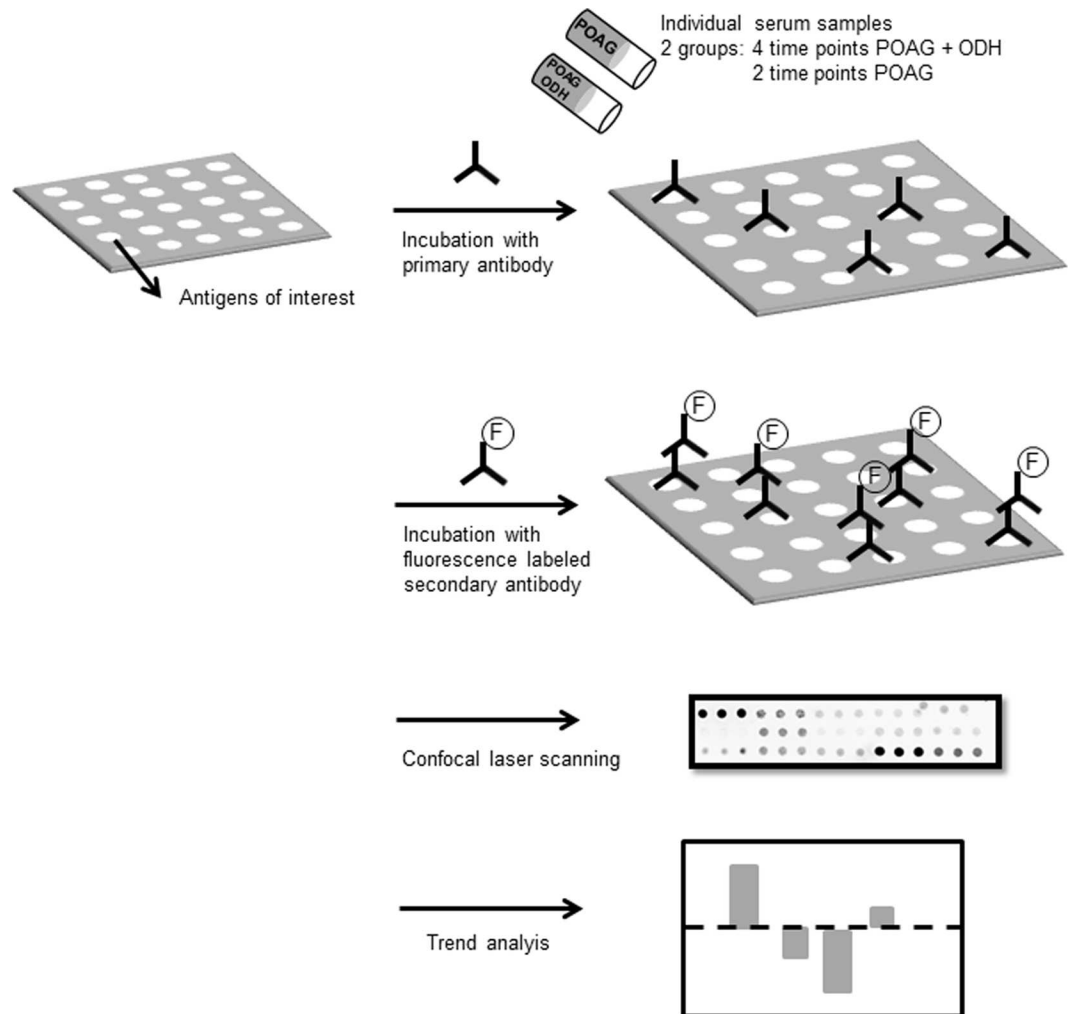 Individual serum samples
2 groups: 4 time points POAG + ODH
2 time points POAG
POAG
POAG
ODH
Incubation with
primary antibody
Antigens of interest
F
F
F
F
F
F
Incubation with
fluorescence labeled
secondary antibody
Confocal laser scanning
Trend analyis